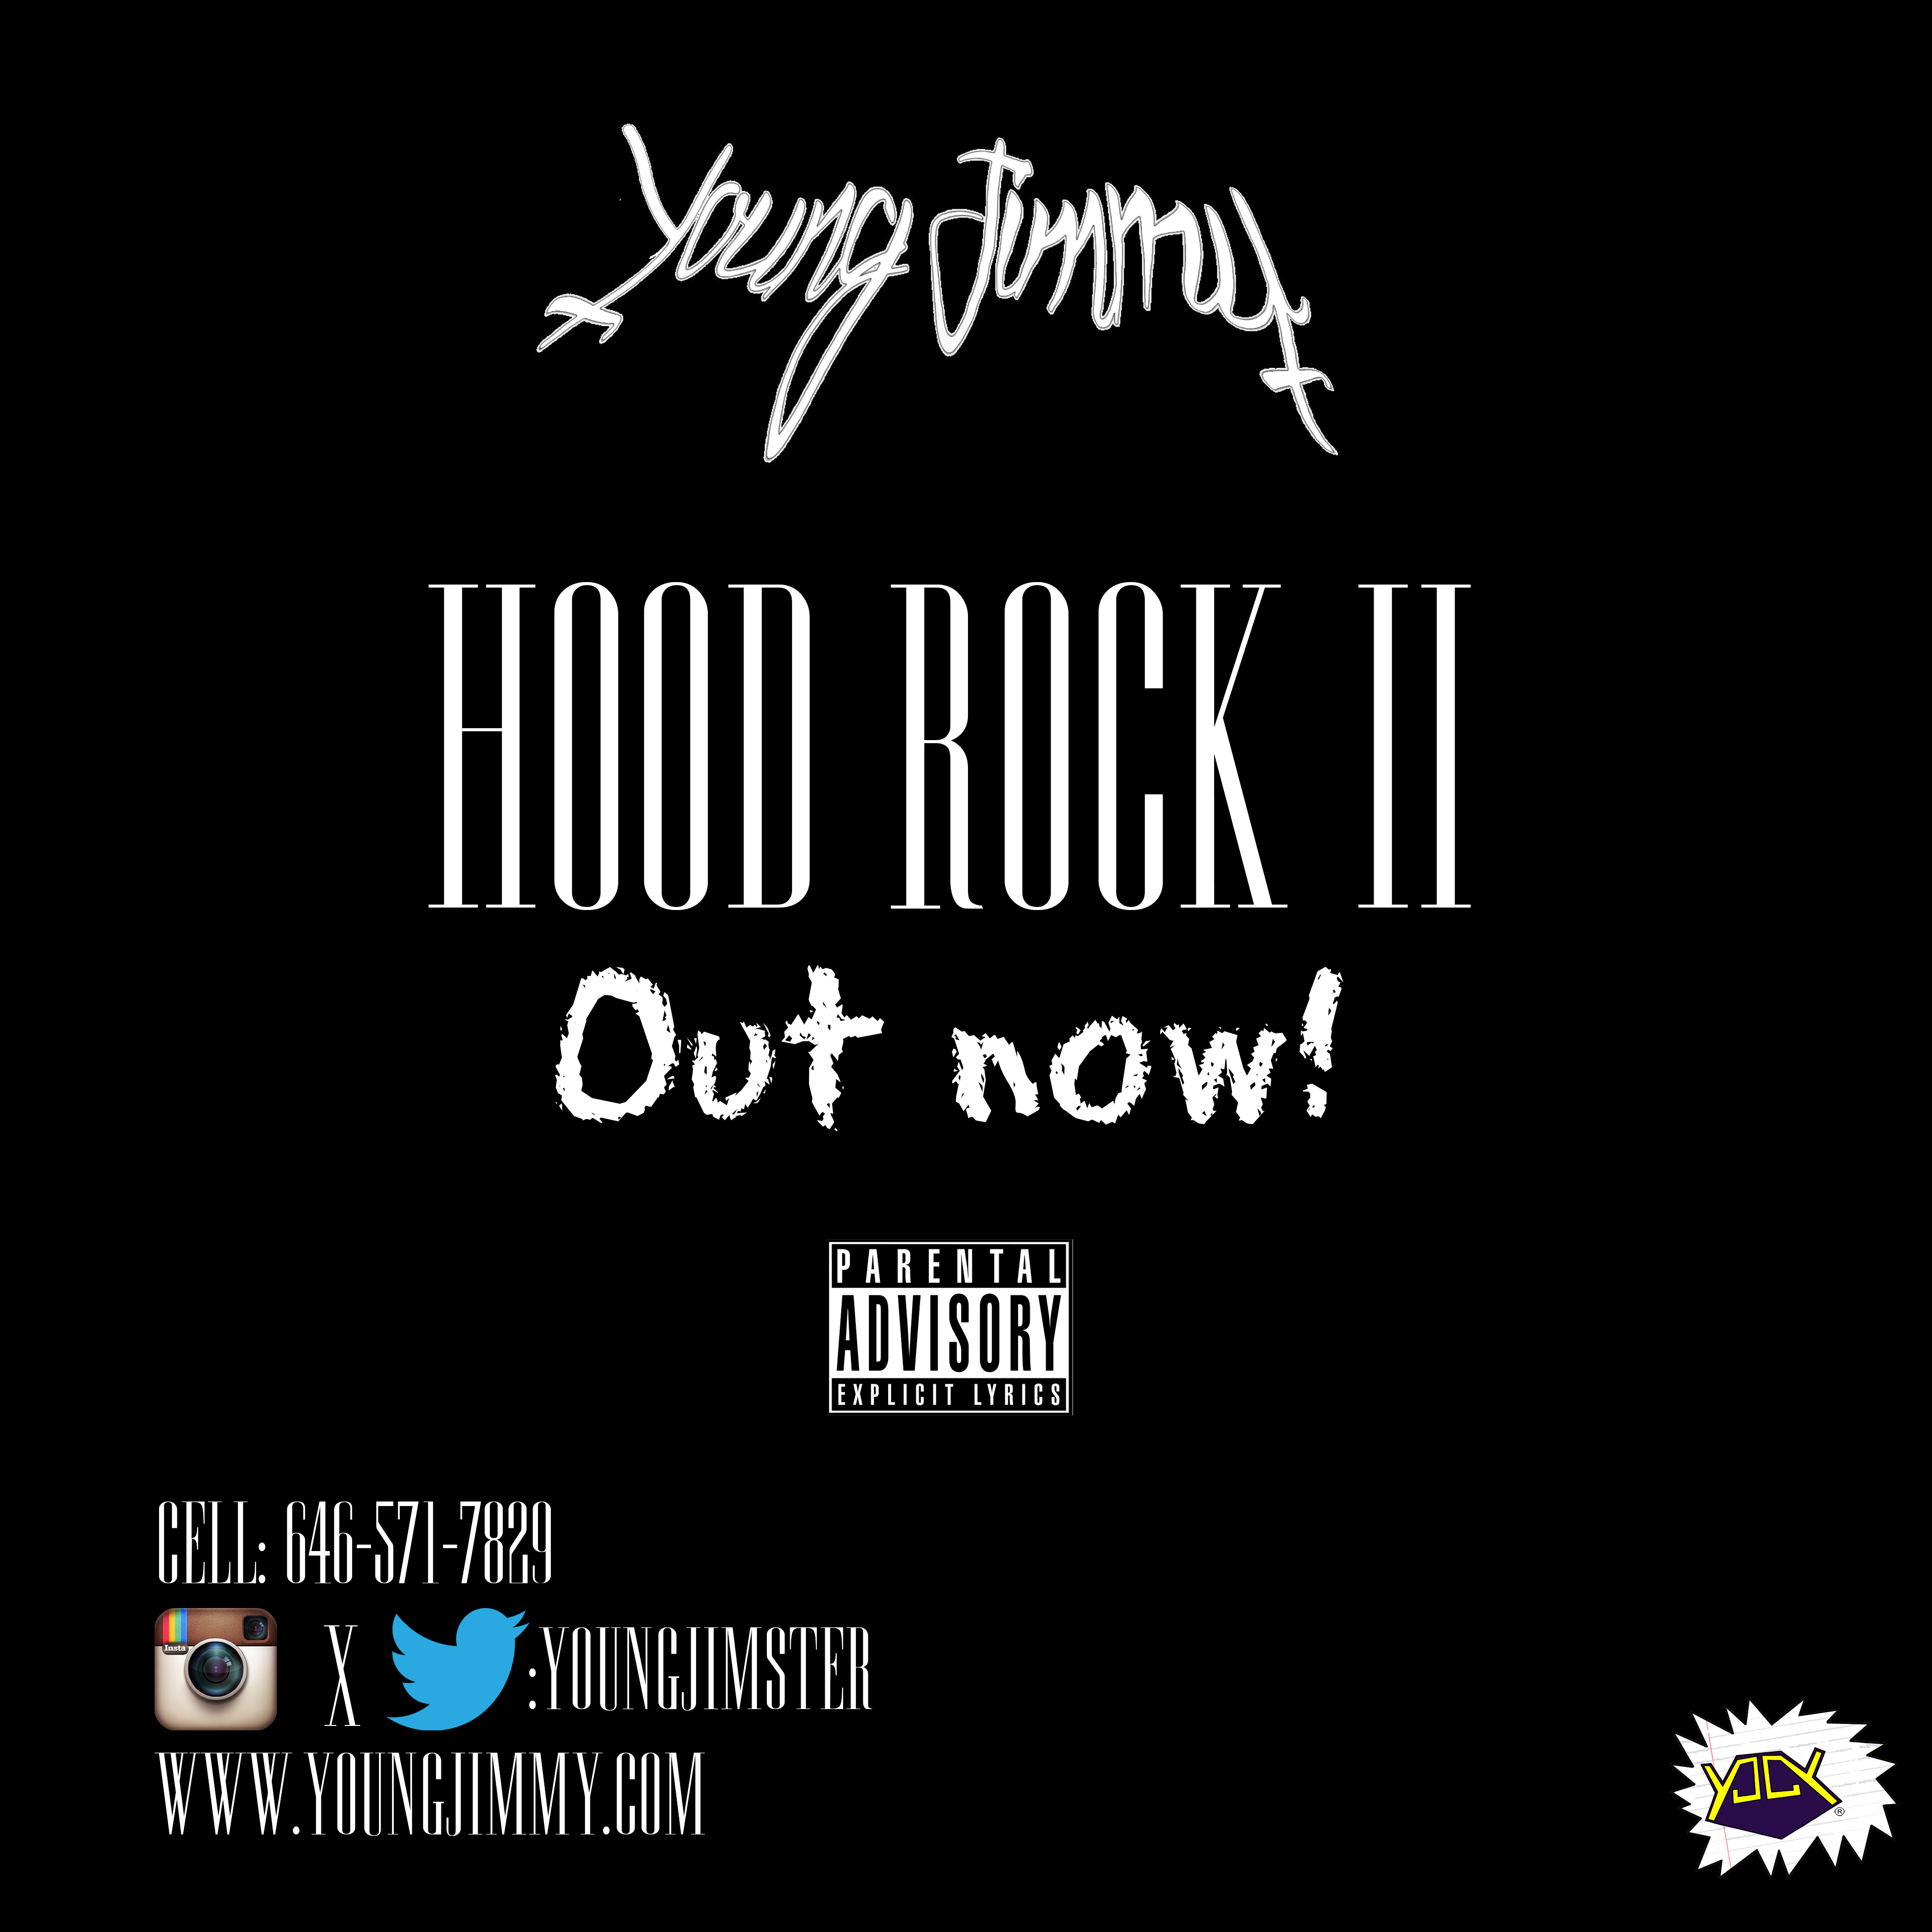 Young Jimmy
HOOD ROCK II
Out now!
PARENTAL
ADVISORY
EXPLICIT LYRICS
CELL: 646-571-7829
Insta
X :YOUNGJIMSTER
WWW.YOUNGJIMMY.COM
YJCY
®